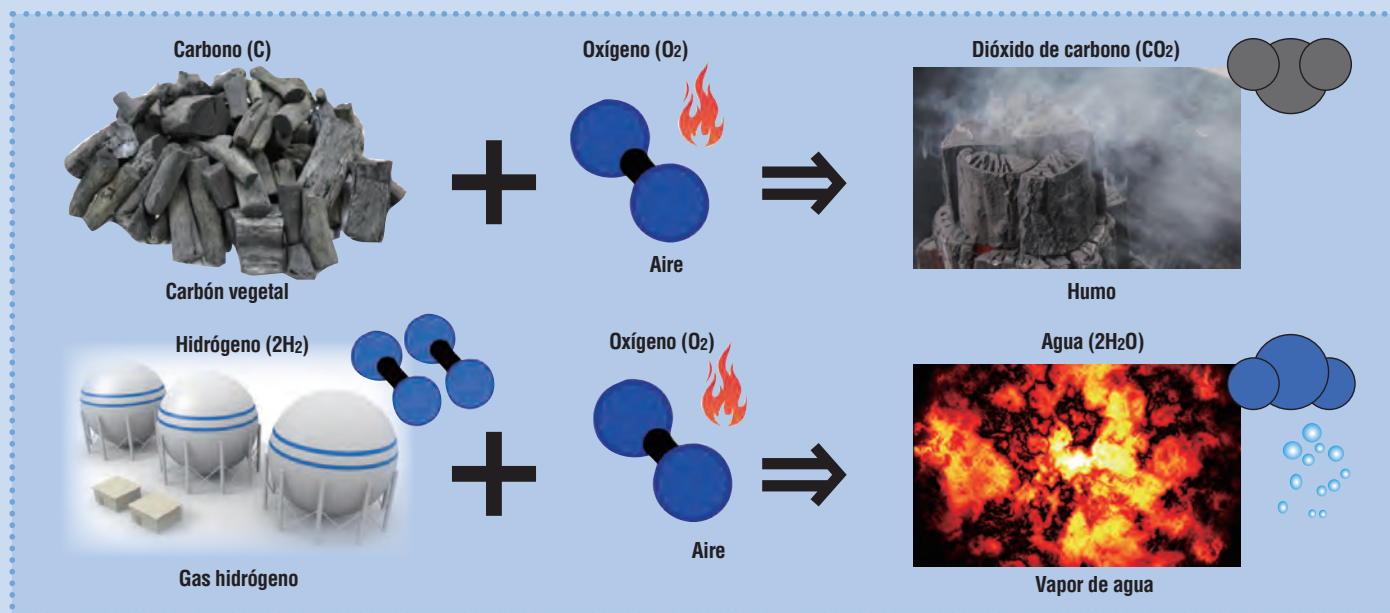 Carbono (C)
Oxígeno (O₂)
Dióxido de carbono (CO₂)
Carbón vegetal
Aire
Humo
Hidrógeno (2H₂)
Oxígeno (O₂)
Agua (2H₂O)
Gas hidrógeno
Aire
Vapor de agua